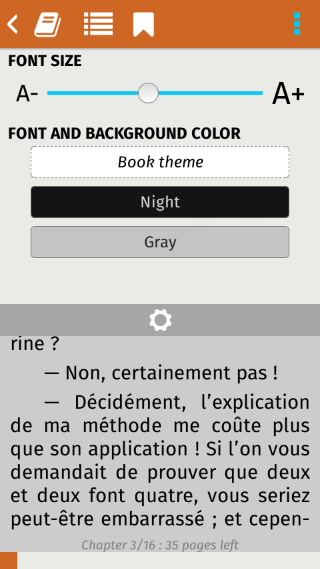 FONT SIZE
A- A+
FONT AND BACKGROUND COLOR
Book theme
Night
Gray
rine ?
— Non, certainement pas !
— Décidément, l’explication
de ma méthode me coûte plus
que son application ! Si l’on vous
demandait de prouver que deux
et deux font quatre, vous seriez
peut-être embarrassé ; et cepen-
Chapter 3/16 : 35 pages left